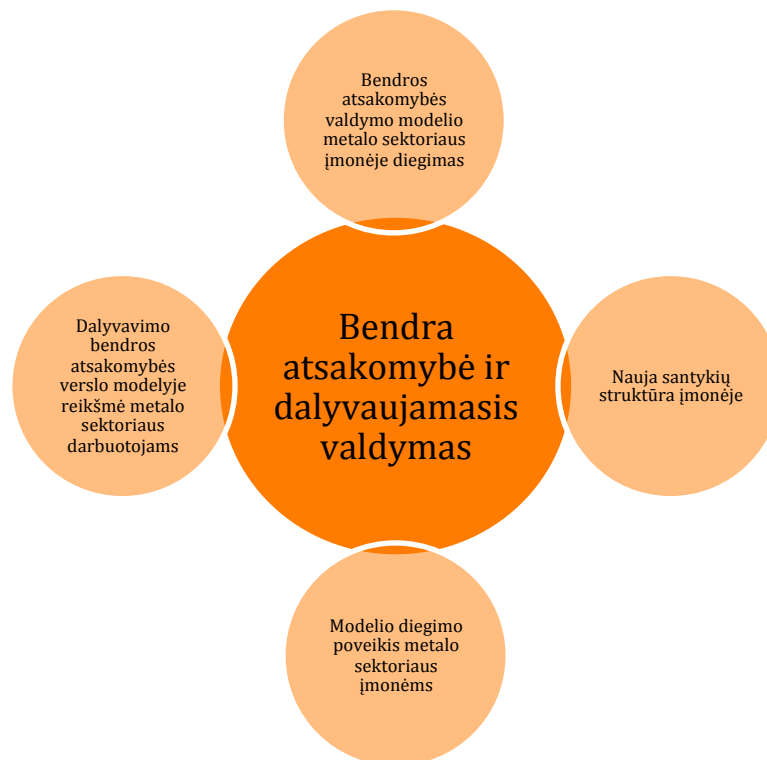 Bendros
atsakomybės
valdymo modelio
metalo sektoriaus
įmonėje diegimas
Dalyvavimo
bendros
atsakomybės
verslo modelyje
reikšmė metalo
sektoriaus
darbuotojams
Bendra
atsakomybė ir
dalyvaujamasis
valdymas
Nauja santykių
struktūra įmonėje
Modelio diegimo
poveikis metalo
sektoriaus
įmonėms